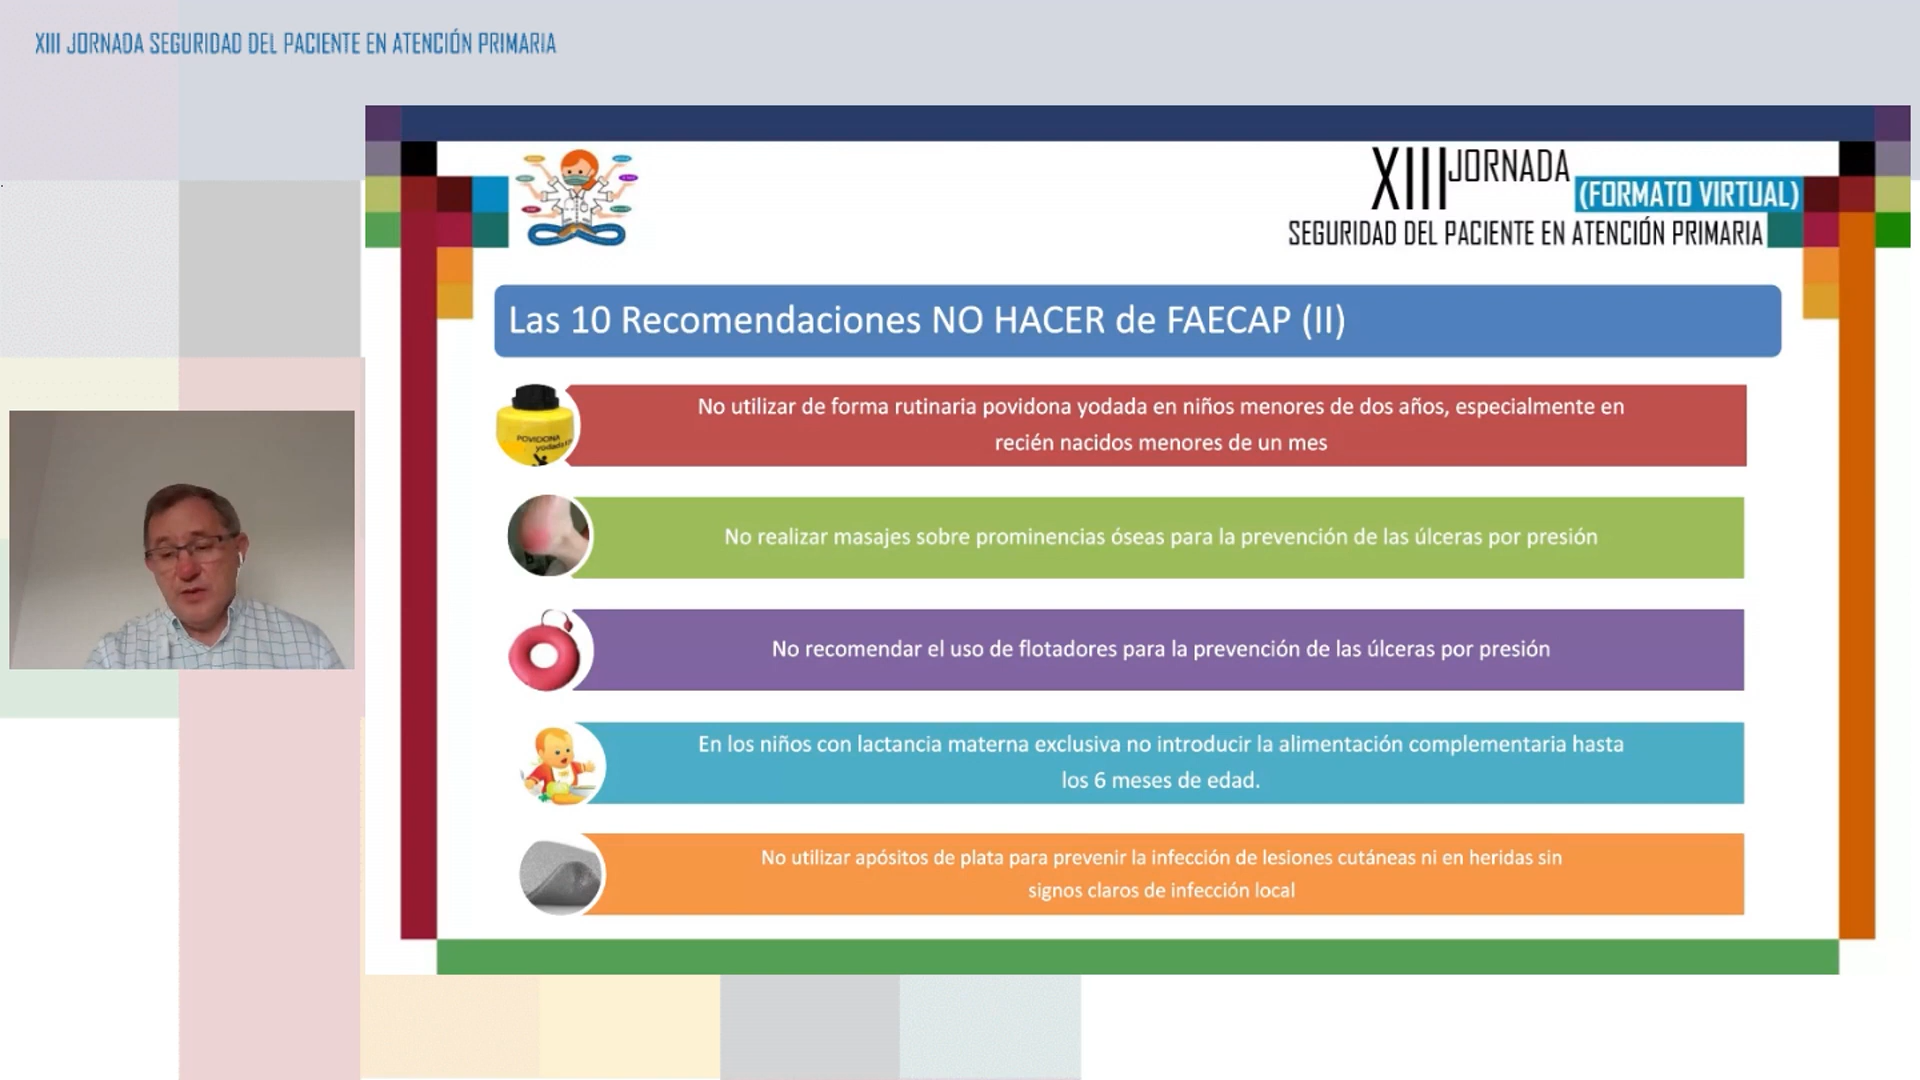 XIII JORNADA SEGURIDAD DEL PACIENTE EN ATENCIÓN PRIMARIA
XIII JORNADA
(FORMATO VIRTUAL)
SEGURIDAD DEL PACIENTE EN ATENCIÓN PRIMARIA
Las 10 Recomendaciones NO HACER de FAECAP (II)
POVIDONA
yodada
No utilizar de forma rutinaria povidona yodada en niños menores de dos años, especialmente en
recién nacidos menores de un mes
No realizar masajes sobre prominencias óseas para la prevención de las úlceras por presión
No recomendar el uso de flotadores para la prevención de las úlceras por presión
En los niños con lactancia materna exclusiva no introducir la alimentación complementaria hasta
los 6 meses de edad.
No utilizar apósitos de plata para prevenir la infección de lesiones cutáneas ni en heridas sin
signos claros de infección local